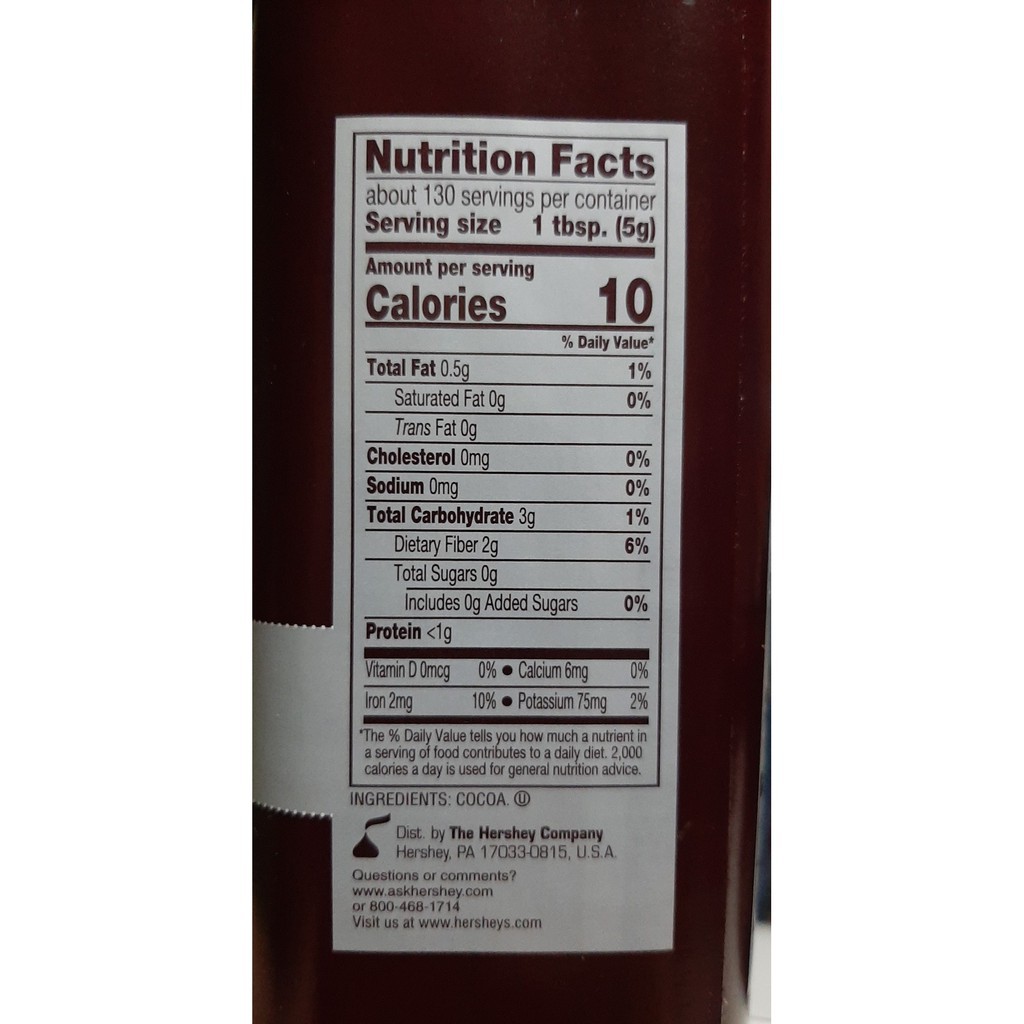 Nutrition Facts
about 130 servings per container
Serving size 1 tbsp. (5g)
Amount per serving
Calories 10
% Daily Value*
Total Fat 0.5g 1%
Saturated Fat 0g 0%
Trans Fat 0g
Cholesterol 0mg 0%
Sodium 0mg 0%
Total Carbohydrate 3g 1%
Dietary Fiber 2g 6%
Total Sugars 0g
Includes 0g Added Sugars 0%
Protein <1g
Vitamin D 0mcg 0% • Calcium 6mg 0%
Iron 2mg 10% • Potassium 75mg 2%
*The % Daily Value tells you how much a nutrient in
a serving of food contributes to a daily diet. 2,000
calories a day is used for general nutrition advice.
INGREDIENTS: COCOA. Ⓤ
Dist. by The Hershey Company
Hershey, PA 17033-0815, U.S.A.
Questions or comments?
www.askhershey.com
or 800-468-1714
Visit us at www.hersheys.com